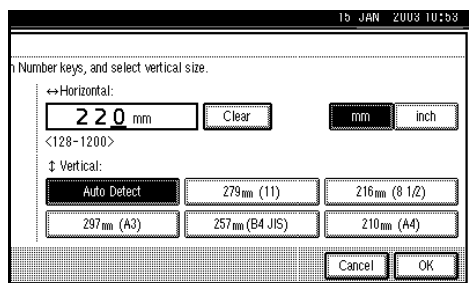 15 JAN 2003 10:53
n Number keys, and select vertical size.
↔Horizontal:
220 mm Clear mm inch
<128-1200>
↕ Vertical:
Auto Detect 279mm (11) 216mm (8 1/2)
297mm (A3) 257mm(B4 JIS) 210mm (A4)
Cancel OK